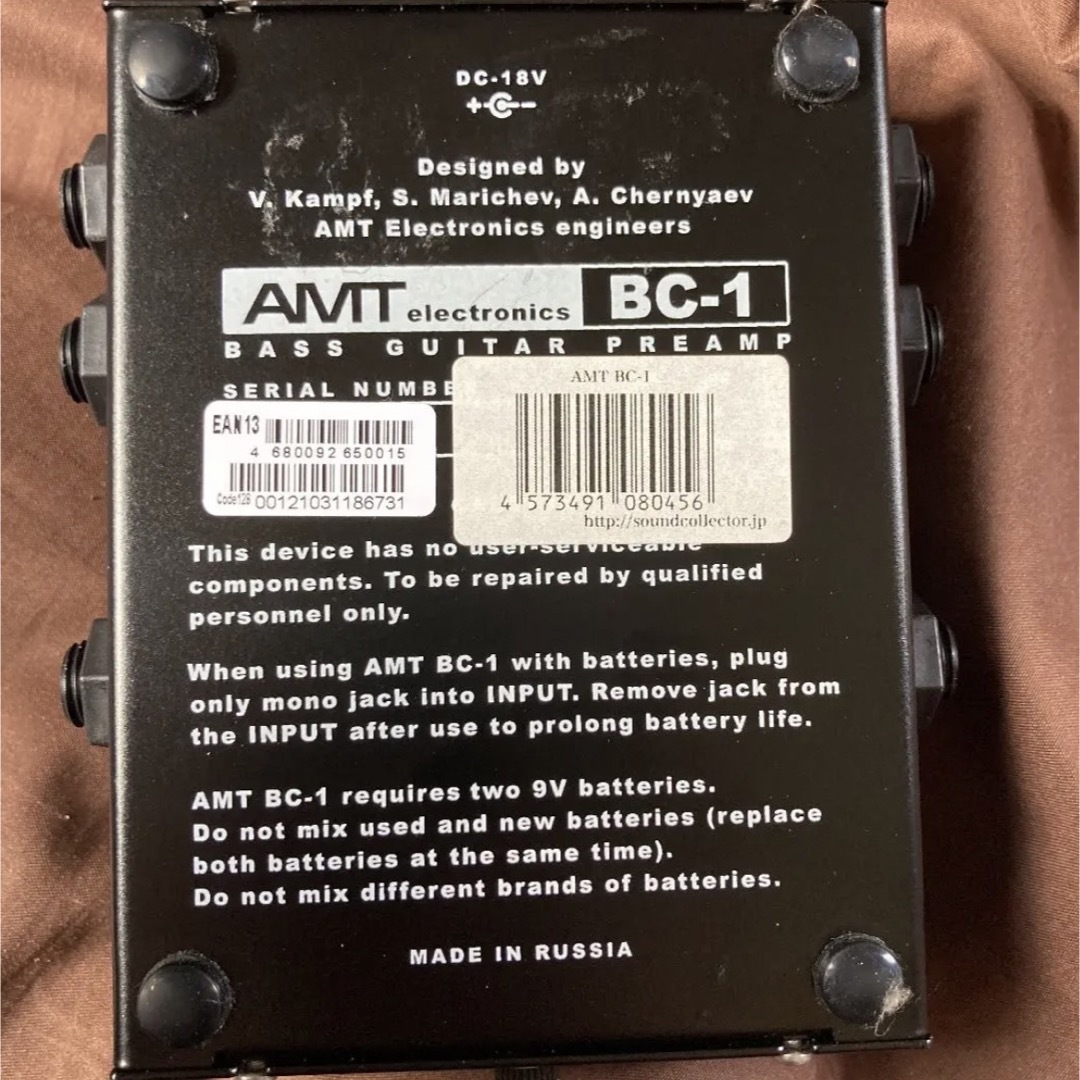 DC-18V
+ -
Designed by
V. Kampf, S. Marichev, A. Chernyaev
AMT Electronics engineers
AMT electronics BC-1
BASS GUITAR PREAMP
SERIAL NUMBE
AMT BC-1
EAN13
4 680092 650015
Code128 00121031186731
4 573491 080456
http://soundcollector.jp
This device has no user-serviceable
components. To be repaired by qualified
personnel only.
When using AMT BC-1 with batteries, plug
only mono jack into INPUT. Remove jack from
the INPUT after use to prolong battery life.
AMT BC-1 requires two 9V batteries.
Do not mix used and new batteries (replace
both batteries at the same time).
Do not mix different brands of batteries.
MADE IN RUSSIA